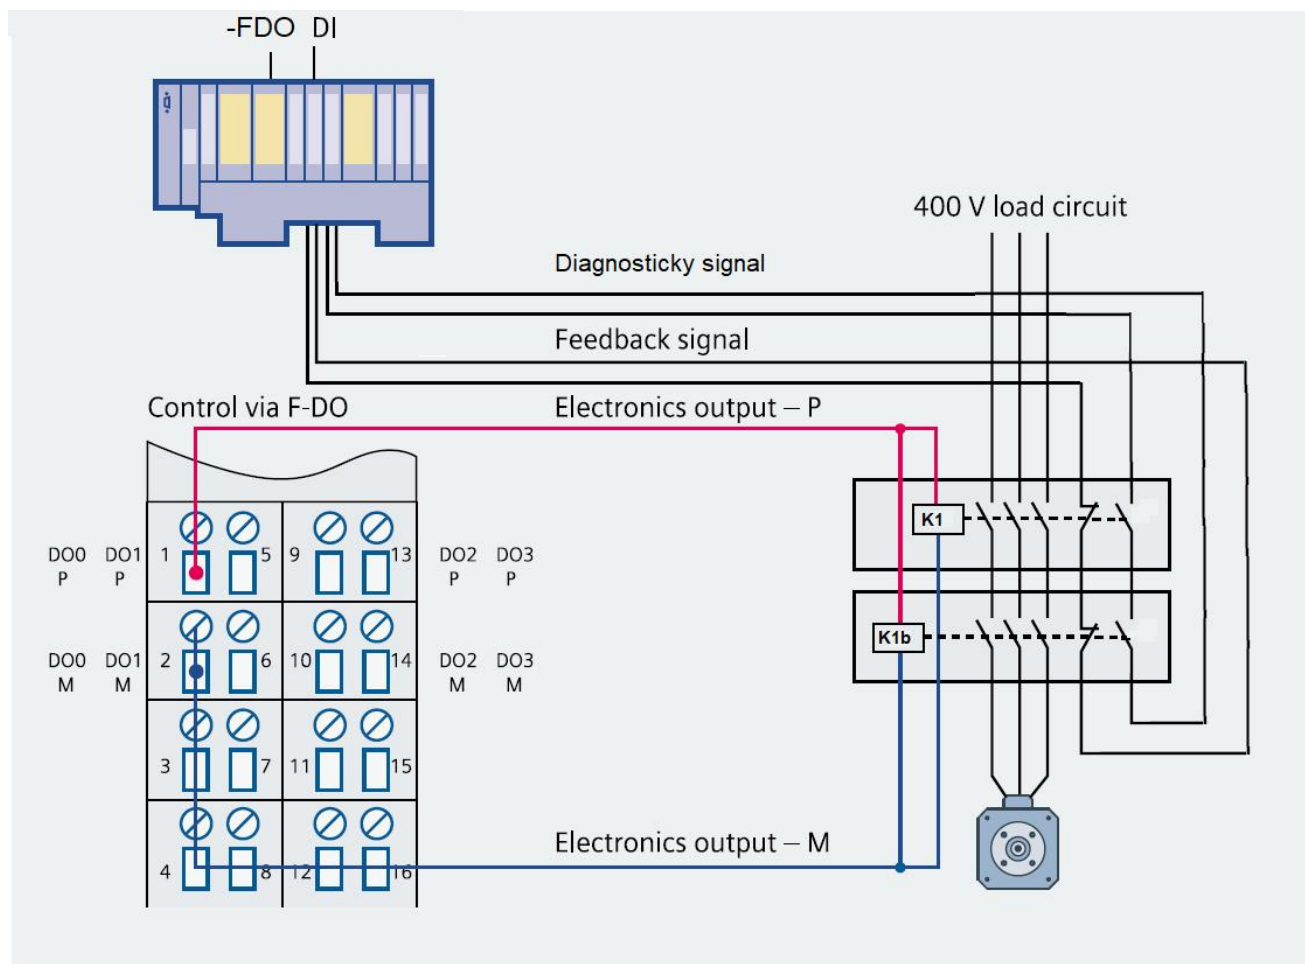 -FDO DI
400 V load circuit
Diagnosticky signal
Feedback signal
Control via F-DO
Electronics output – P
K1
DO0 DO1 1 5 9 13 DO2 DO3
P P P P
K1b
DO0 DO1 2 6 10 14 DO2 DO3
M M M M
3 7 11 15
Electronics output – M
4 8 12 16